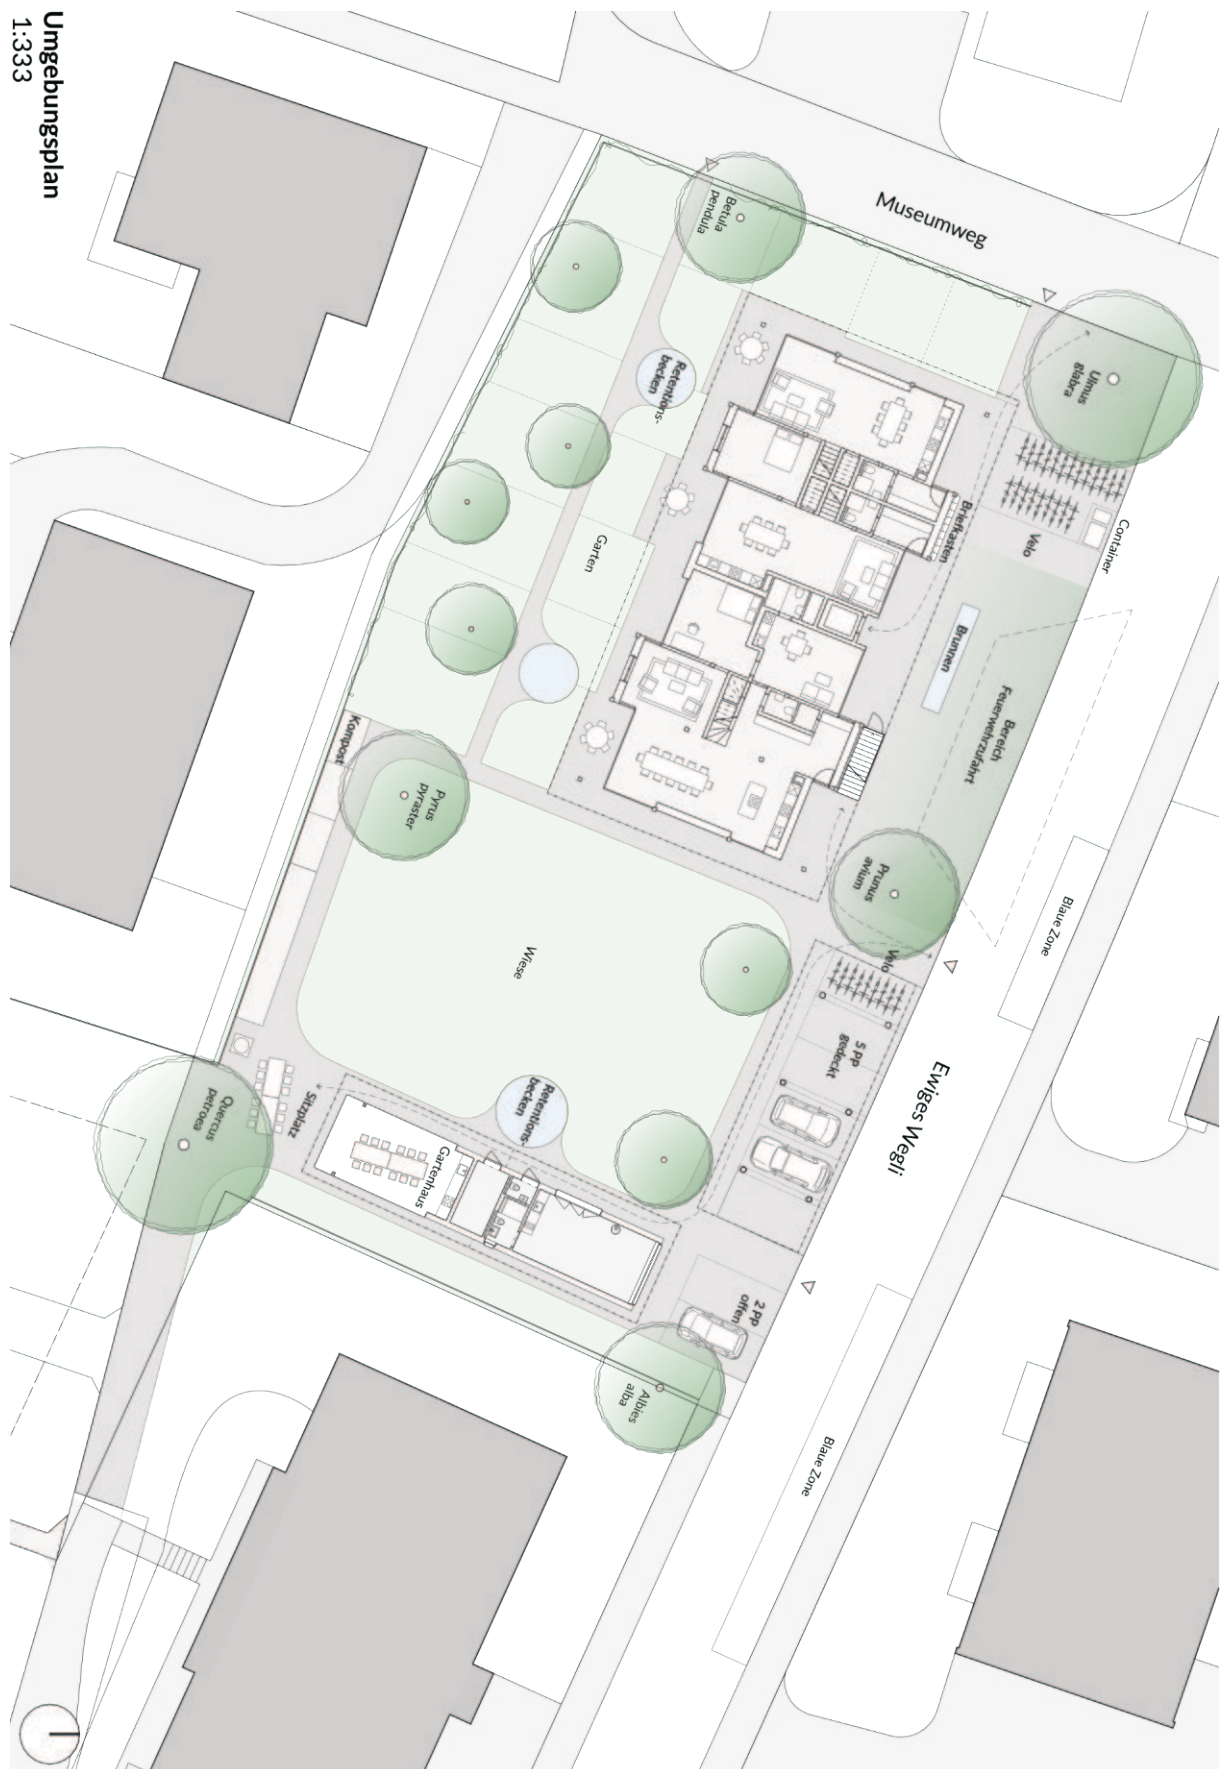 Umgebungsplan
1:333
Museumweg
Betula
pendula
Ulmus
glabra
Retentions-
becken
Velo
Container
Briefkasten
Garten
Brunnen
Bereich
Feuerwehrzufahrt
Kompost
Pyrus
pyraster
Prunus
avium
Blaue Zone
Wiese
Velo
5 pp
gedeckt
Ewiges Wegli
Quercus
petroea
Sitzplatz
Retentions-
becken
Gartenhaus
2 pp
offen
Albies
alba
Blaue Zone